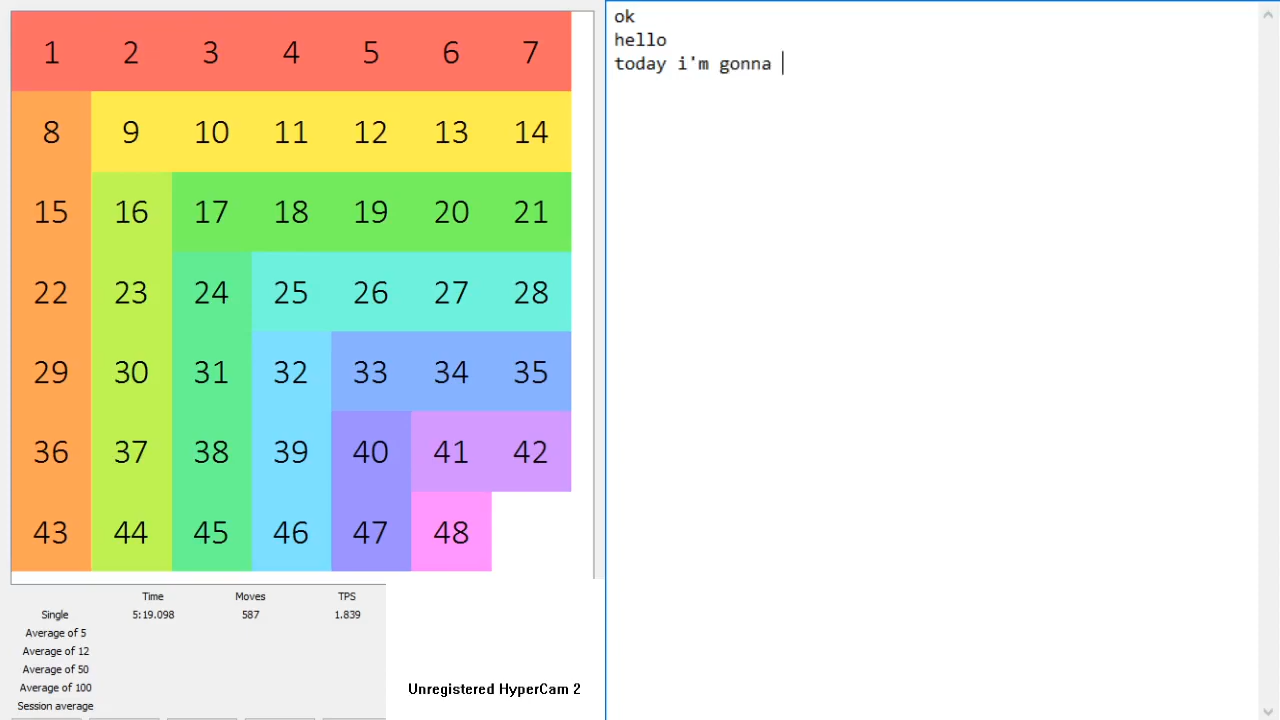 1 2 3 4 5 6 7
8 9 10 11 12 13 14
15 16 17 18 19 20 21
22 23 24 25 26 27 28
29 30 31 32 33 34 35
36 37 38 39 40 41 42
43 44 45 46 47 48
Time Moves TPS
Single 5:19.098 587 1.839
Average of 5
Average of 12
Average of 50
Average of 100
Session average
Unregistered HyperCam 2
ok
hello
today i'm gonna